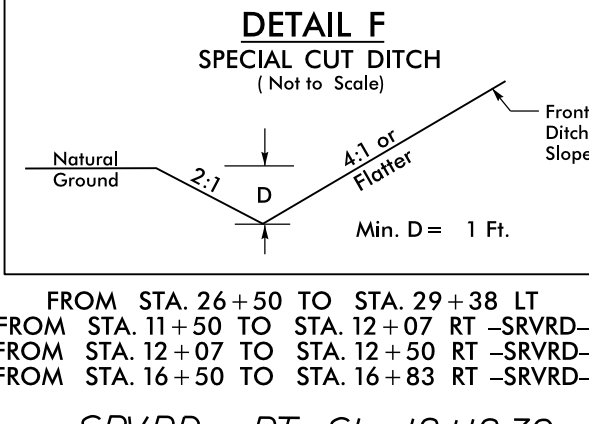 DETAIL F
SPECIAL CUT DITCH
( Not to Scale)
Natural
Ground
2:1
D
4:1 or
Flatter
Front
Ditch
Slope
Min. D = 1 Ft.
FROM STA. 26+50 TO STA. 29+38 LT
FROM STA. 11+50 TO STA. 12+07 RT -SRVRD-
FROM STA. 12+07 TO STA. 12+50 RT -SRVRD-
FROM STA. 16+50 TO STA. 16+83 RT -SRVRD-